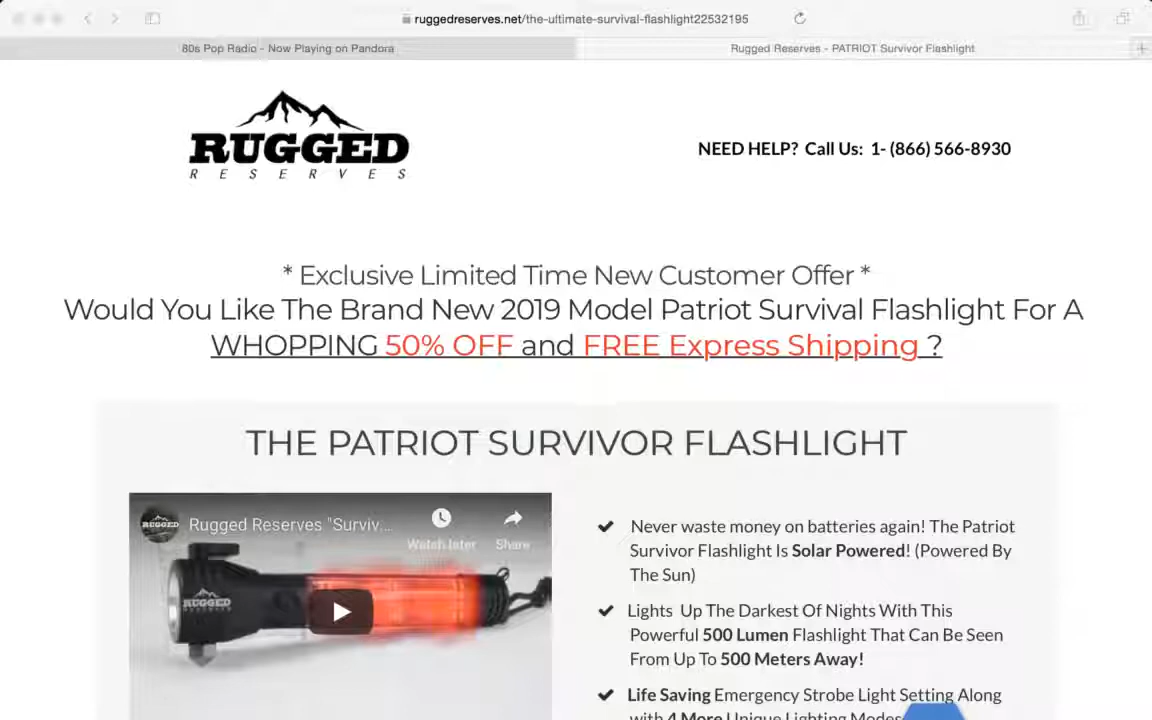 ruggedreserves.net/the-ultimate-survival-flashlight22532195
80s Pop Radio - Now Playing on Pandora
Rugged Reserves - PATRIOT Survivor Flashlight
RUGGED
RESERVES
NEED HELP? Call Us: 1- (866) 566-8930
* Exclusive Limited Time New Customer Offer *
Would You Like The Brand New 2019 Model Patriot Survival Flashlight For A
WHOPPING 50% OFF and FREE Express Shipping ?
THE PATRIOT SURVIVOR FLASHLIGHT
RUGGED
Rugged Reserves "Surviv...
Watch later
Share
RUGGED
Never waste money on batteries again! The Patriot
Survivor Flashlight Is Solar Powered! (Powered By
The Sun)
Lights Up The Darkest Of Nights With This
Powerful 500 Lumen Flashlight That Can Be Seen
From Up To 500 Meters Away!
Life Saving Emergency Strobe Light Setting Along
with 4 More Unique Lighting Modes